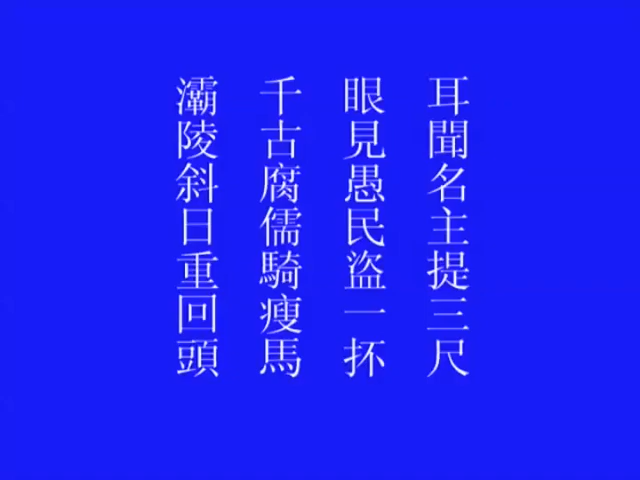 耳聞名主提三尺
眼見愚民盜一抔
千古腐儒騎瘦馬
灞陵斜日重回頭